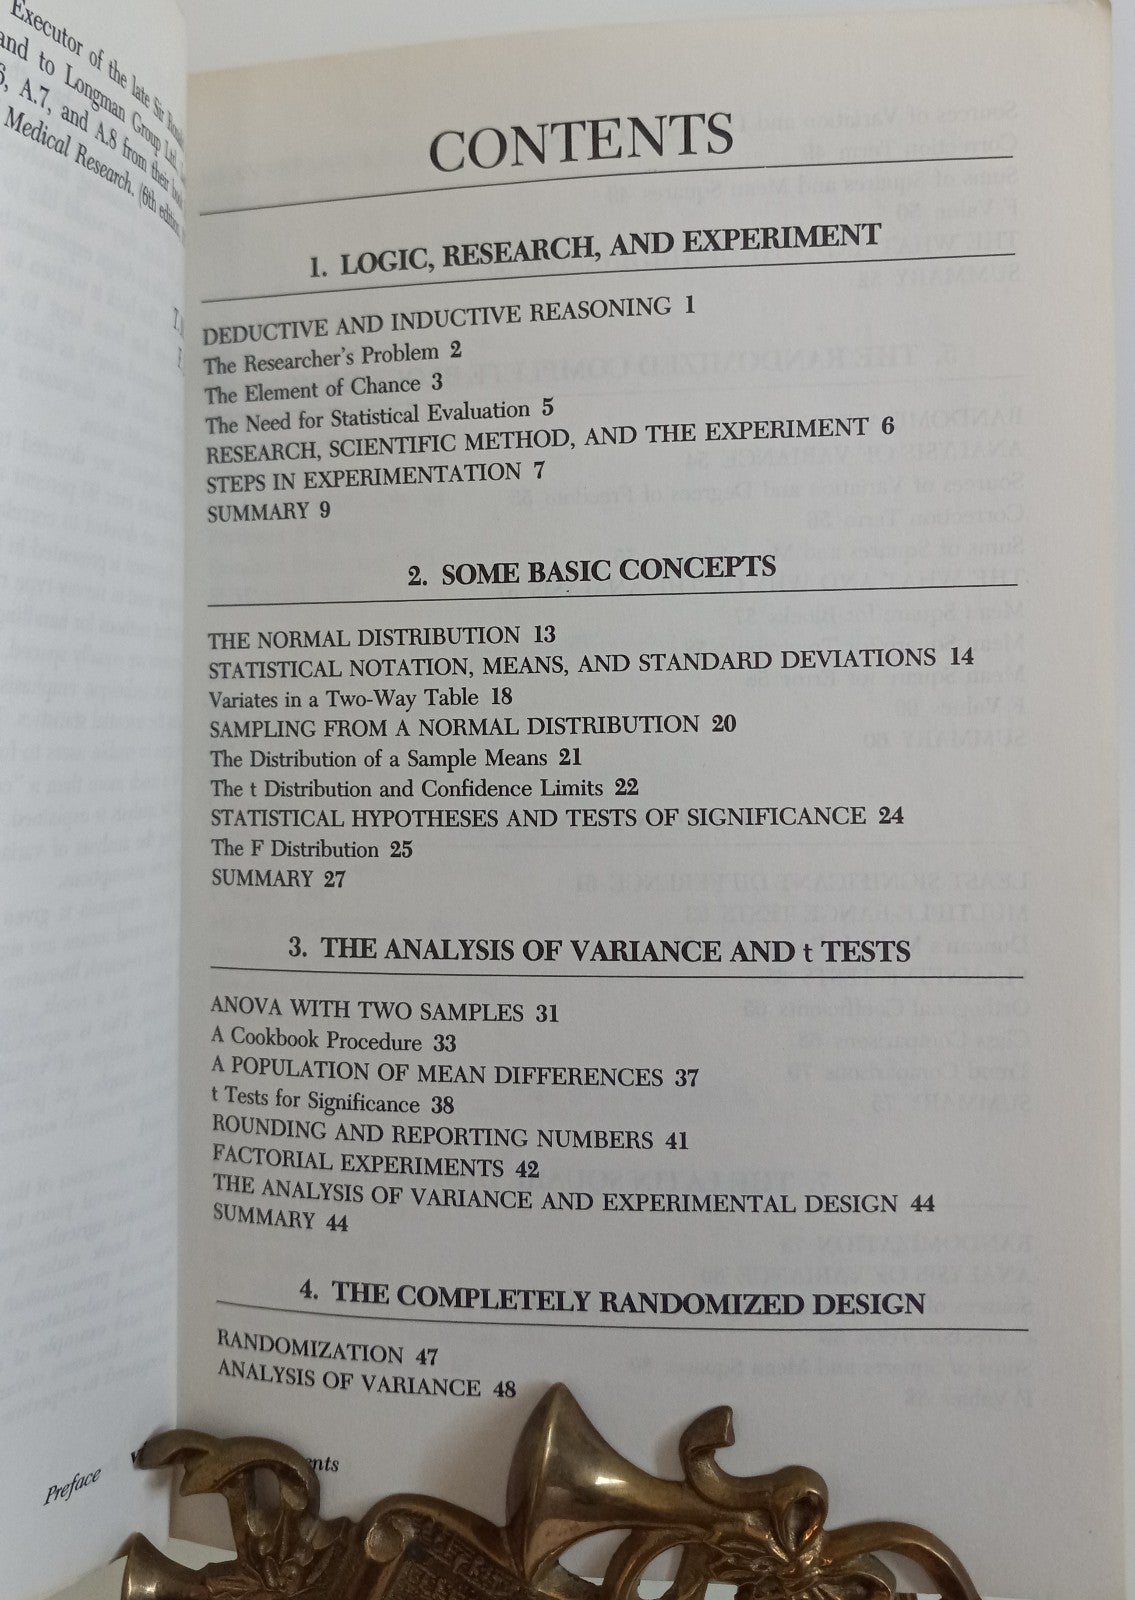 Executor of the late Sir
and to Longman Group Ltd.
6, A.7, and A.8 from their book
Medical Research. (6th edition
Preface
CONTENTS
1. LOGIC, RESEARCH, AND EXPERIMENT
DEDUCTIVE AND INDUCTIVE REASONING 1
The Researcher's Problem 2
The Element of Chance 3
The Need for Statistical Evaluation 5
RESEARCH, SCIENTIFIC METHOD, AND THE EXPERIMENT 6
STEPS IN EXPERIMENTATION 7
SUMMARY 9
2. SOME BASIC CONCEPTS
THE NORMAL DISTRIBUTION 13
STATISTICAL NOTATION, MEANS, AND STANDARD DEVIATIONS 14
Variates in a Two-Way Table 18
SAMPLING FROM A NORMAL DISTRIBUTION 20
The Distribution of a Sample Means 21
The t Distribution and Confidence Limits 22
STATISTICAL HYPOTHESES AND TESTS OF SIGNIFICANCE 24
The F Distribution 25
SUMMARY 27
3. THE ANALYSIS OF VARIANCE AND t TESTS
ANOVA WITH TWO SAMPLES 31
A Cookbook Procedure 33
A POPULATION OF MEAN DIFFERENCES 37
t Tests for Significance 38
ROUNDING AND REPORTING NUMBERS 41
FACTORIAL EXPERIMENTS 42
THE ANALYSIS OF VARIANCE AND EXPERIMENTAL DESIGN 44
SUMMARY 44
4. THE COMPLETELY RANDOMIZED DESIGN
RANDOMIZATION 47
ANALYSIS OF VARIANCE 48
nts